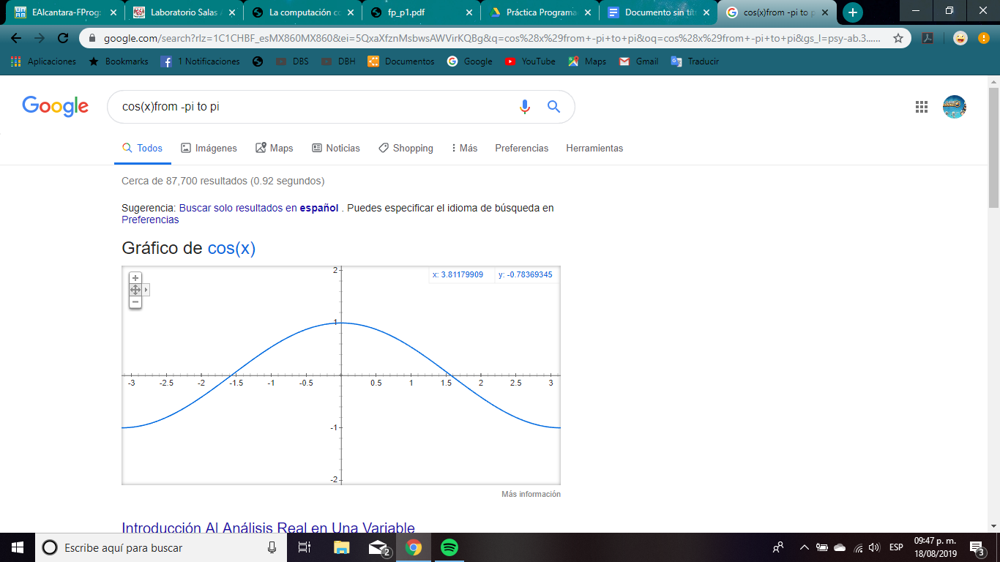 EAlcantara-FProg
Laboratorio Salas
La computación co
fp_p1.pdf
Práctica Programa
Documento sin tít
cos(x)from -pi to p
google.com/search?rlz=1C1CHBF_esMX860MX860&ei=5QxaXfznMsbwsAWVirKQBg&q=cos%28x%29from+-pi+to+pi&oq=cos%28x%29from+-pi+to+pi&gs_l=psy-ab.3......
Aplicaciones
Bookmarks
1 Notificaciones
DBS
DBH
Documentos
Google
YouTube
Maps
Gmail
Traducir
Google
cos(x)from -pi to pi
Todos
Imágenes
Maps
Noticias
Shopping
Más
Preferencias
Herramientas
Cerca de 87,700 resultados (0.92 segundos)
Sugerencia: Buscar solo resultados en español . Puedes especificar el idioma de búsqueda en
Preferencias
Gráfico de cos(x)
x: 3.81179909
y: -0.78369345
2
1
-3
-2.5
-2
-1.5
-1
-0.5
0.5
1
1.5
2
2.5
3
-1
-2
Más información
Introducción Al Análisis Real en Una Variable
Escribe aquí para buscar
2
ESP
09:47 p. m.
18/08/2019
3